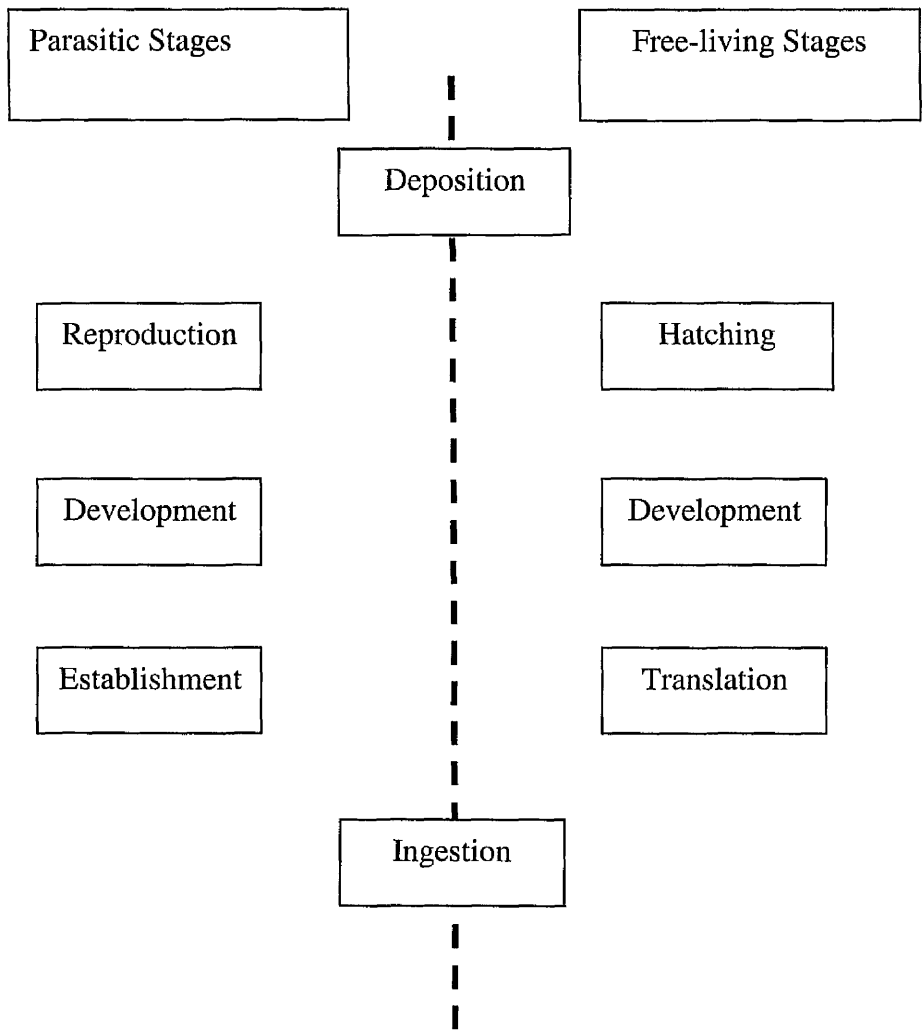 Parasitic Stages
Free-living Stages
Deposition
Reproduction
Hatching
Development
Development
Establishment
Translation
Ingestion